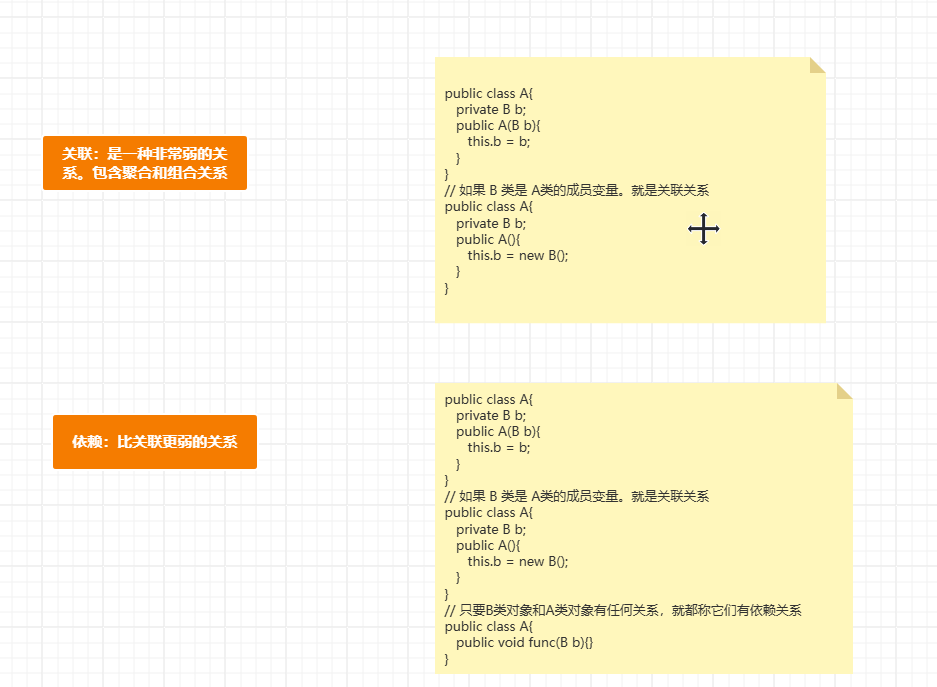 关联：是一种非常弱的关
系。包含聚合和组合关系
public class A{
private B b;
public A(B b){
this.b = b;
}
}
// 如果 B 类是 A类的成员变量。就是关联关系
public class A{
private B b;
public A(){
this.b = new B();
}
}
依赖：比关联更弱的关系
public class A{
private B b;
public A(B b){
this.b = b;
}
}
// 如果 B 类是 A类的成员变量。就是关联关系
public class A{
private B b;
public A(){
this.b = new B();
}
}
// 只要B类对象和A类对象有任何关系，就都称它们有依赖关系
public class A{
public void func(B b){}
}